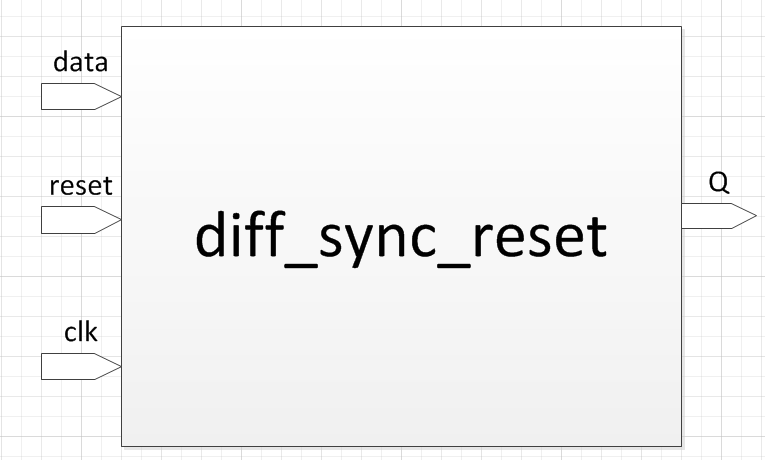 data
reset
diff_sync_reset
Q
clk